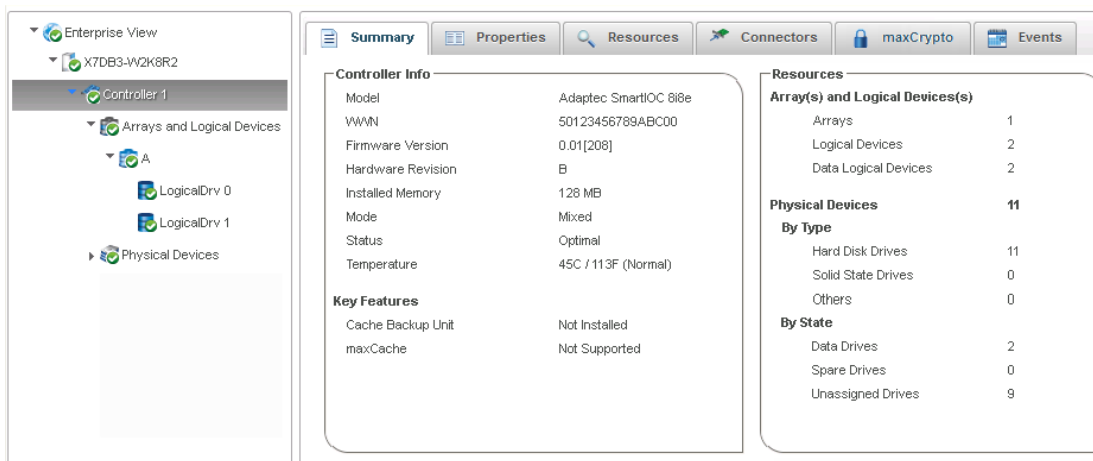 Enterprise View
X7DB3-W2K8R2
Controller 1
Arrays and Logical Devices
A
LogicalDrv 0
LogicalDrv 1
Physical Devices
Summary Properties Resources Connectors maxCrypto Events
Controller Info
Model Adaptec SmartIOC 8i8e
WWN 50123456789ABC00
Firmware Version 0.01[208]
Hardware Revision B
Installed Memory 128 MB
Mode Mixed
Status Optimal
Temperature 45C / 113F (Normal)
Key Features
Cache Backup Unit Not Installed
maxCache Not Supported
Resources
Array(s) and Logical Devices(s)
Arrays 1
Logical Devices 2
Data Logical Devices 2
Physical Devices 11
By Type
Hard Disk Drives 11
Solid State Drives 0
Others 0
By State
Data Drives 2
Spare Drives 0
Unassigned Drives 9